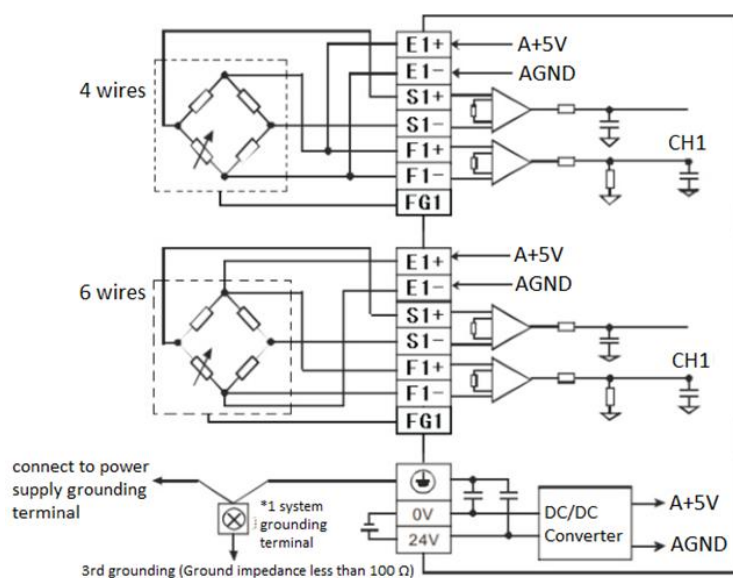 4 wires
E1+
E1-
S1+
S1-
F1+
F1-
FG1
A+5V
AGND
CH1
6 wires
E1+
E1-
S1+
S1-
F1+
F1-
FG1
A+5V
AGND
CH1
connect to power
supply grounding
terminal
*1 system
grounding
terminal
3rd grounding (Ground impedance less than 100 Ω)
0V
24V
DC/DC
Converter
A+5V
AGND